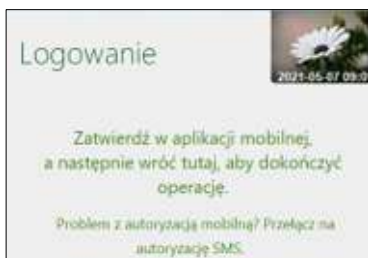 Logowanie
2021-05-07 09:0
Zatwierdź w aplikacji mobilnej,
a następnie wróć tutaj, aby dokończyć
operację.
Problem z autoryzacją mobilną? Przełącz na
autoryzację SMS.